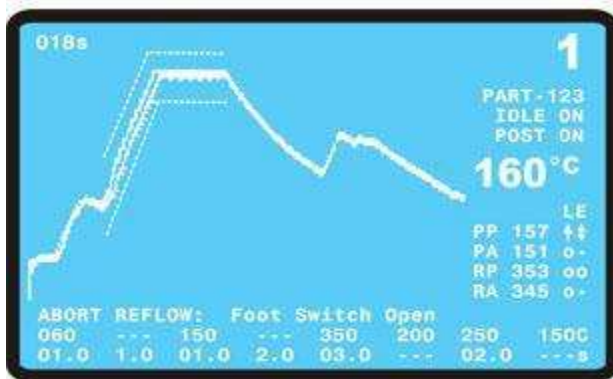 018s
1
PART-123
IDLE ON
POST ON
160°C
LE
PP 157
PA 151
RP 353
RA 345
ABORT REFLOW: Foot Switch Open
060 --- 150 --- 350 200 250 150C
01.0 1.0 01.0 2.0 03.0 --- 02.0 ---s